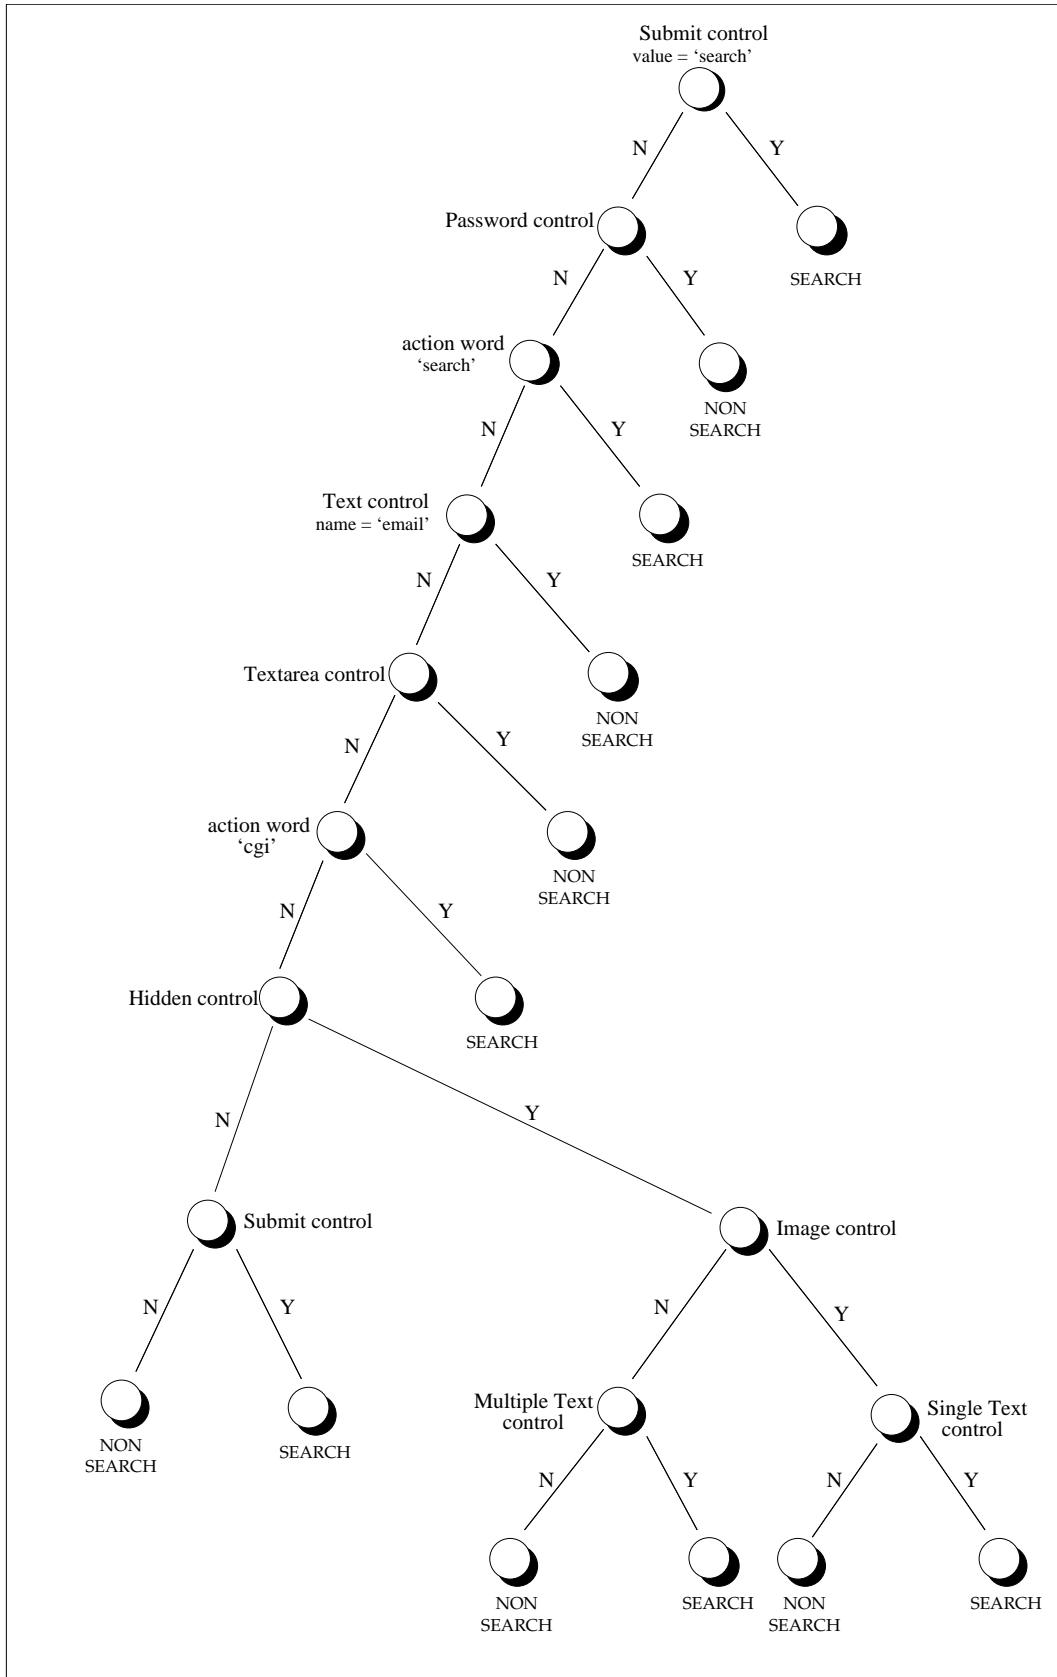 Submit control
value = ‘search’
N
Y
Password control
SEARCH
N
Y
action word
‘search’
NON
SEARCH
N
Y
Text control
name = ‘email’
SEARCH
N
Y
Textarea control
NON
SEARCH
N
Y
action word
‘cgi’
NON
SEARCH
N
Y
Hidden control
SEARCH
N
Y
Submit control
Image control
N
Y
N
Y
Multiple Text
control
Single Text
control
NON
SEARCH
SEARCH
N
Y
N
Y
NON
SEARCH
SEARCH
NON
SEARCH
SEARCH